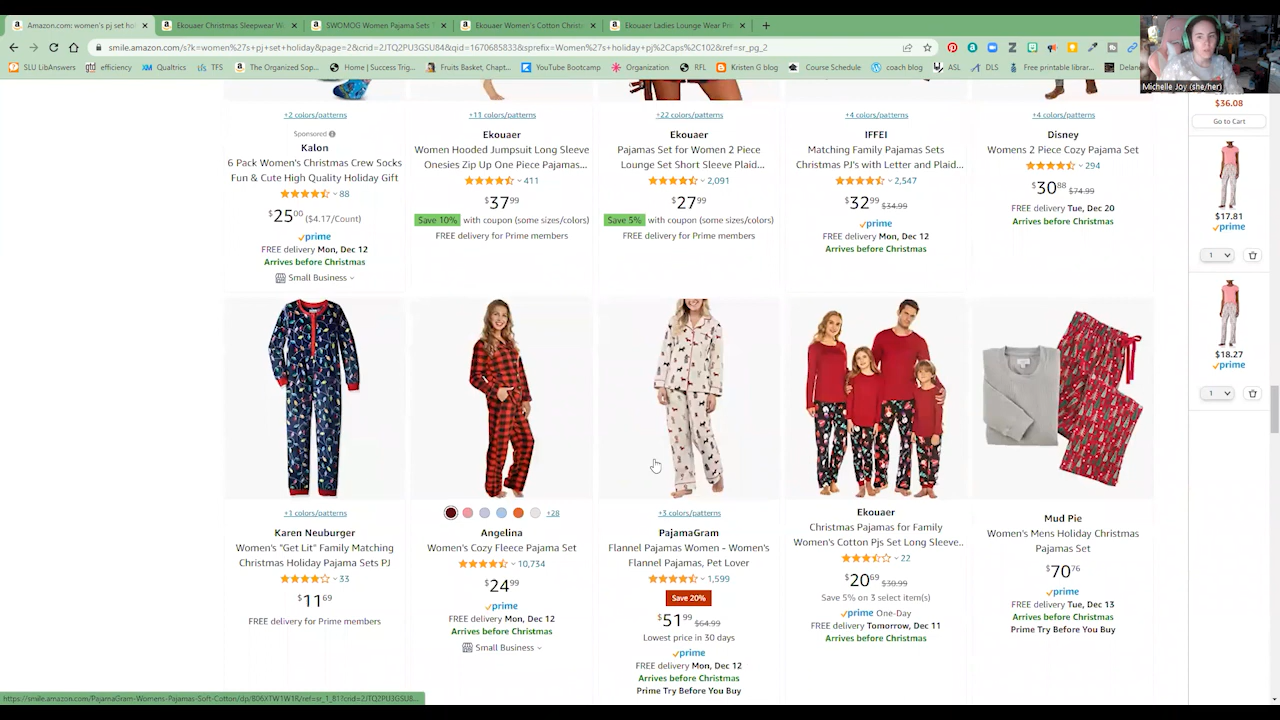 Amazon.com: women's pj set holi
Ekouaer Christmas Sleepwear W
SWOMOG Women Pajama Sets
Ekouaer Women's Cotton Christ
Ekouaer Ladies Lounge Wear Pri
smile.amazon.com/s?k=women%27s+pj+set+holiday&page=2&crid=2JTQ2PU3GSU84&qid=1670685833&sprefix=Women%27s+holiday+pj%2Caps%2C102&ref=sr_pg_2
SLU LibAnswers
efficiency
Qualtrics
TFS
The Organized Sop...
Home | Success Trig...
Fruits Basket, Chapt...
YouTube Bootcamp
Organization
RFL
Kristen G blog
Course Schedule
coach blog
ASL
DLS
Free printable librar...
Delane
Michelle Joy (she/her)
+2 colors/patterns
Sponsored
Kalon
6 Pack Women's Christmas Crew Socks
Fun & Cute High Quality Holiday Gift
88
$25.00 ($4.17/Count)
prime
FREE delivery Mon, Dec 12
Arrives before Christmas
Small Business
+11 colors/patterns
Ekouaer
Women Hooded Jumpsuit Long Sleeve
Onesies Zip Up One Piece Pajamas...
411
$37.99
Save 10% with coupon (some sizes/colors)
FREE delivery for Prime members
+22 colors/patterns
Ekouaer
Pajamas Set for Women 2 Piece
Lounge Set Short Sleeve Plaid...
2,091
$27.99
Save 5% with coupon (some sizes/colors)
FREE delivery for Prime members
+4 colors/patterns
IFFEI
Matching Family Pajamas Sets
Christmas PJ's with Letter and Plaid...
2,547
$32.99 $34.99
prime
FREE delivery Mon, Dec 12
Arrives before Christmas
+4 colors/patterns
Disney
Womens 2 Piece Cozy Pajama Set
294
$30.88 $74.99
FREE delivery Tue, Dec 20
Arrives before Christmas
$36.08
Go to Cart
$17.81
prime
1
$18.27
prime
1
+1 colors/patterns
Karen Neuburger
Women's "Get Lit" Family Matching
Christmas Holiday Pajama Sets PJ
33
$11.69
FREE delivery for Prime members
+28
Angelina
Women's Cozy Fleece Pajama Set
10,734
$24.99
prime
FREE delivery Mon, Dec 12
Arrives before Christmas
Small Business
+3 colors/patterns
PajamaGram
Flannel Pajamas Women - Women's
Flannel Pajamas, Pet Lover
1,599
Save 20%
$51.99 $64.99
Lowest price in 30 days
prime
FREE delivery Mon, Dec 12
Arrives before Christmas
Prime Try Before You Buy
Ekouaer
Christmas Pajamas for Family
Women's Cotton Pjs Set Long Sleeve..
22
$20.69 $30.99
Save 5% on 3 select item(s)
prime One-Day
FREE delivery Tomorrow, Dec 11
Arrives before Christmas
Mud Pie
Women's Mens Holiday Christmas
Pajamas Set
$70.76
prime
FREE delivery Tue, Dec 13
Arrives before Christmas
Prime Try Before You Buy